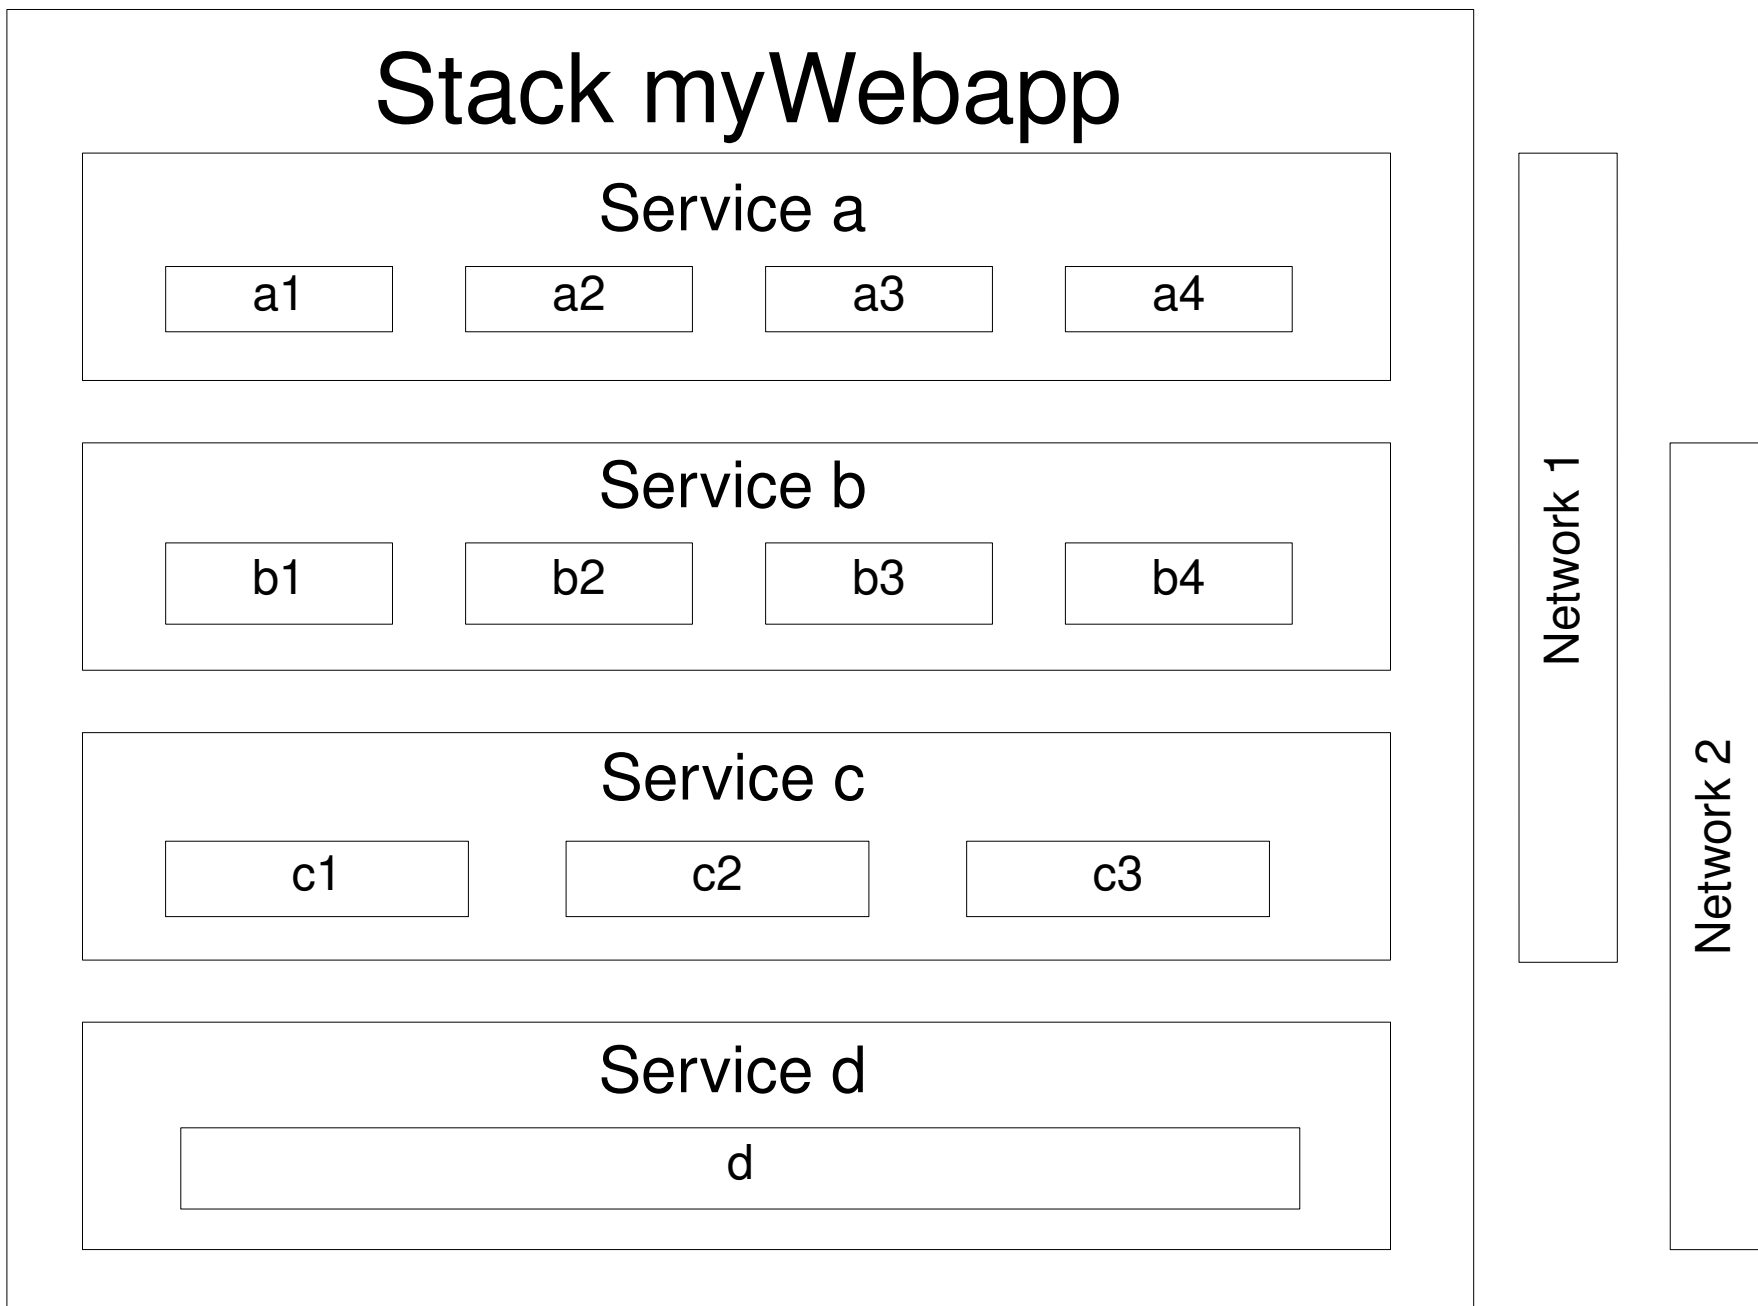 Stack myWebapp
Service a
a1
a2
a3
a4
Service b
b1
b2
b3
b4
Service c
c1
c2
c3
Service d
d
Network 1
Network 2